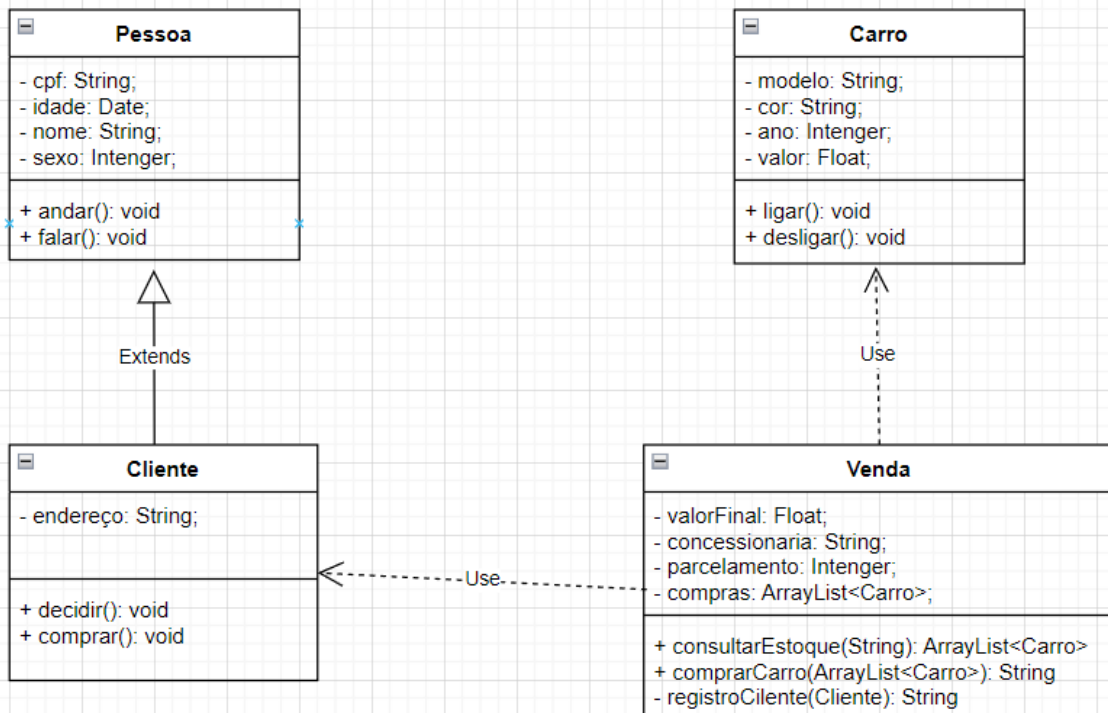 Pessoa
- cpf: String;
- idade: Date;
- nome: String;
- sexo: Intenger;
+ andar(): void
+ falar(): void
Carro
- modelo: String;
- cor: String;
- ano: Intenger;
- valor: Float;
+ ligar(): void
+ desligar(): void
Extends
Use
Cliente
- endereço: String;
+ decidir(): void
+ comprar(): void
Use
Venda
- valorFinal: Float;
- concessionaria: String;
- parcelamento: Intenger;
- compras: ArrayList<Carro>;
+ consultarEstoque(String): ArrayList<Carro>
+ comprarCarro(ArrayList<Carro>): String
- registroCilente(Cliente): String